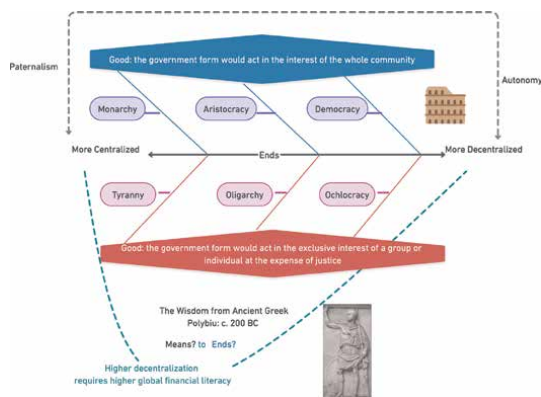 Good: the government form would act in the interest of the whole community
Paternalism
Autonomy
Monarchy
Aristocracy
Democracy
More Centralized
Ends
More Decentralized
Tyranny
Oligarchy
Ochlocracy
Good: the government form would act in the exclusive interest of a group or
individual at the expense of justice
The Wisdom from Ancient Greek
Polybiu: c. 200 BC
Means? to Ends?
Higher decentralization
requires higher global financial literacy